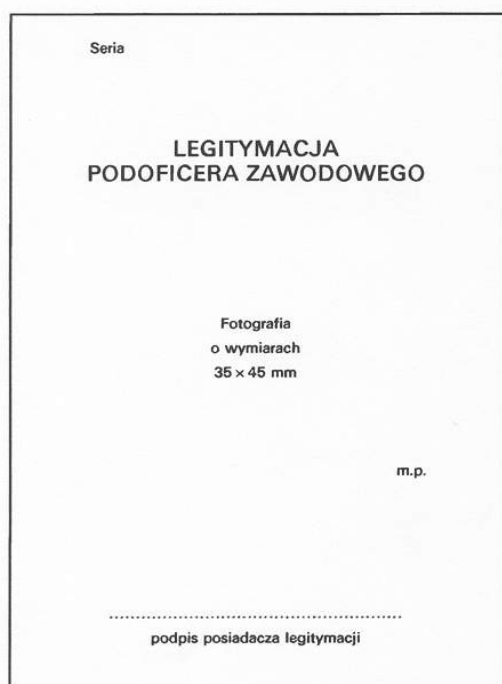 Seria
LEGITYMACJA
PODOFICERA ZAWODOWEGO
Fotografia
o wymiarach
35 × 45 mm
m.p.
..................................................
podpis posiadacza legitymacji